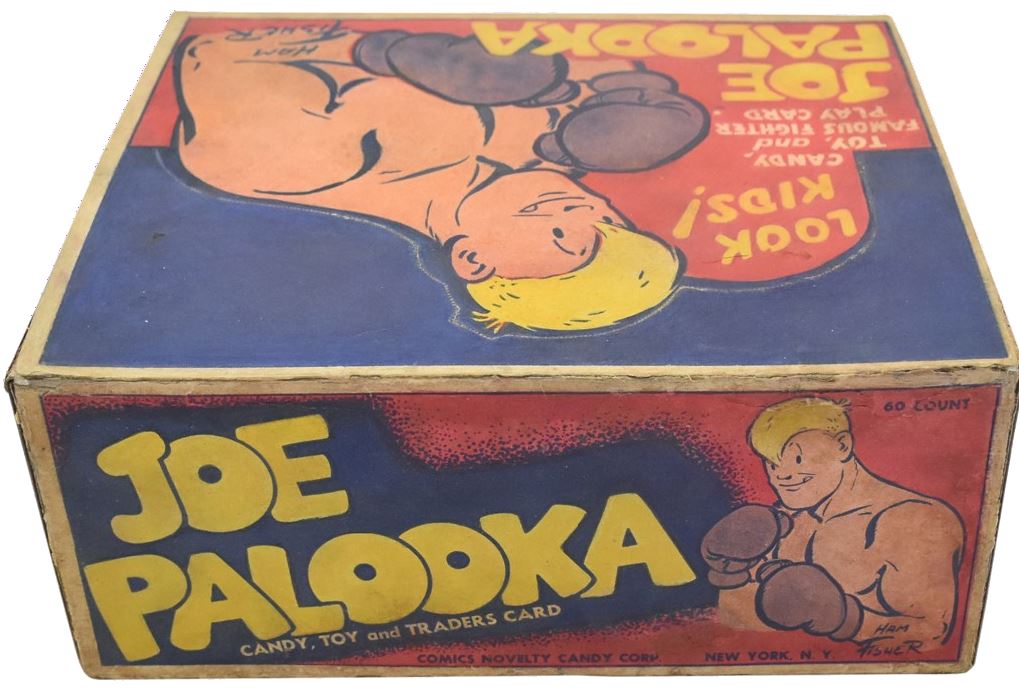 LOOK
KIDS!
CANDY,
TOY, and
FAMOUS FIGHTER
PLAY CARD.
JOE
PALOOKA
HAM
FISHER
60 COUNT
JOE
PALOOKA
CANDY, TOY and TRADERS CARD
HAM
FISHER
COMICS NOVELTY CANDY CORP. NEW YORK, N. Y.